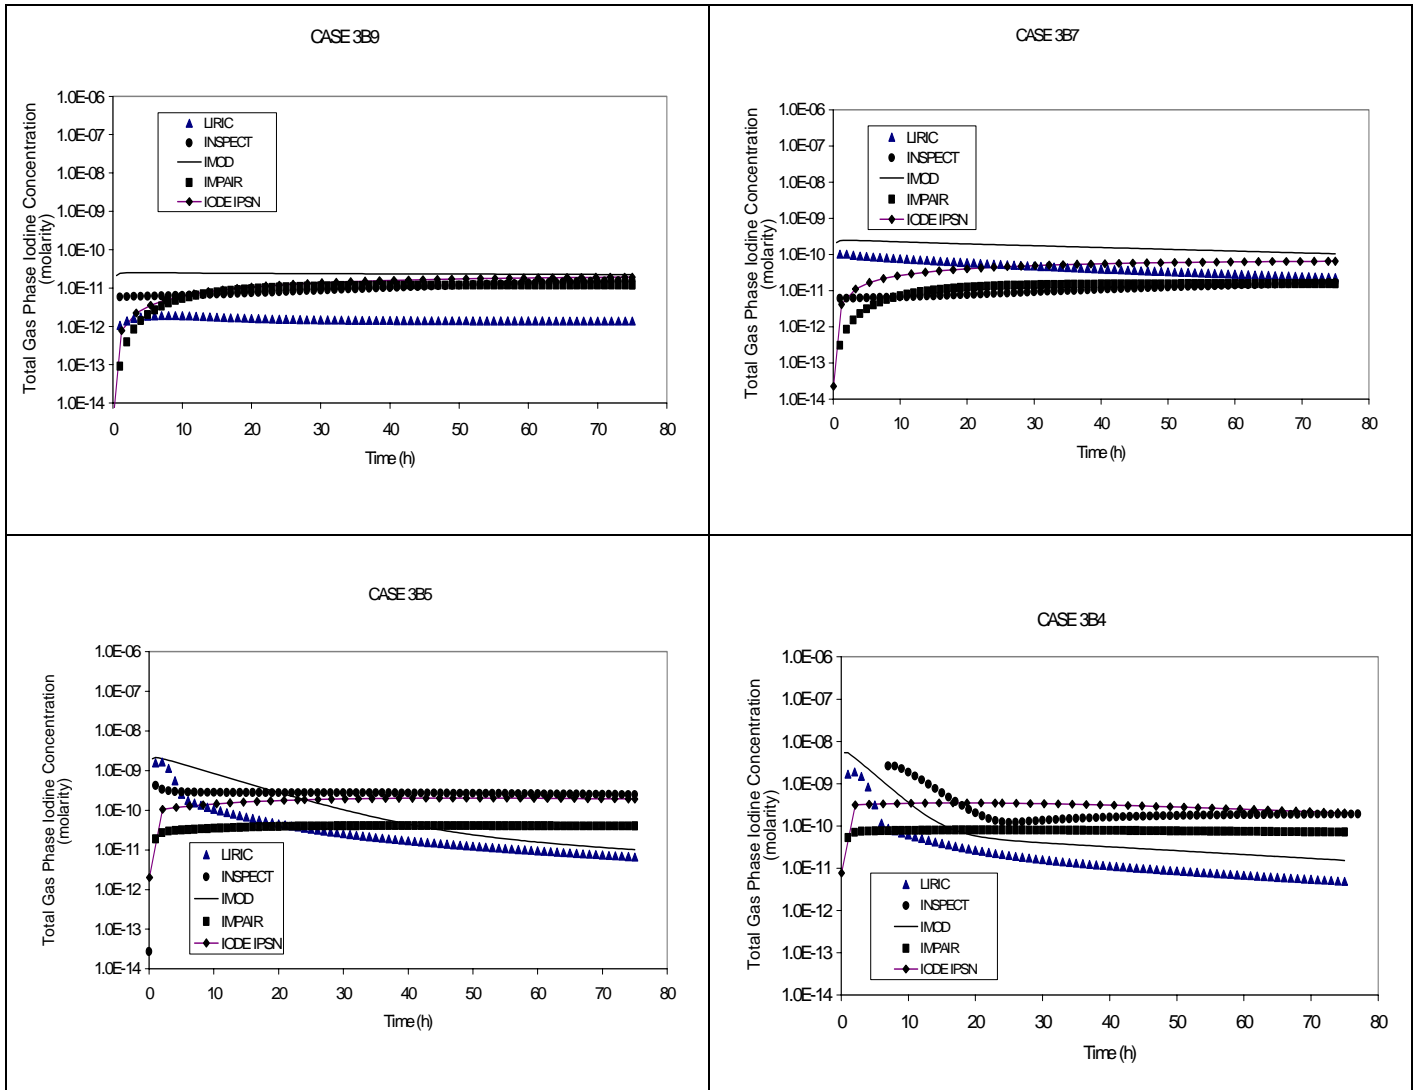 CASE 3B9
Total Gas Phase Iodine Concentration
(molarity)
1.0E-06
1.0E-07
1.0E-08
1.0E-09
1.0E-10
1.0E-11
1.0E-12
1.0E-13
1.0E-14
LIRIC
INSPECT
IMOD
IMPAIR
IODE IPSN
0 10 20 30 40 50 60 70 80
Time (h)
CASE 3B7
Total Gas Phase Iodine Concentration
(molarity)
1.0E-06
1.0E-07
1.0E-08
1.0E-09
1.0E-10
1.0E-11
1.0E-12
1.0E-13
1.0E-14
LIRIC
INSPECT
IMOD
IMPAIR
IODE IPSN
0 10 20 30 40 50 60 70 80
Time (h)
CASE 3B5
Total Gas Phase Iodine Concentration
(molarity)
1.0E-06
1.0E-07
1.0E-08
1.0E-09
1.0E-10
1.0E-11
1.0E-12
1.0E-13
1.0E-14
LIRIC
INSPECT
IMOD
IMPAIR
IODE IPSN
0 10 20 30 40 50 60 70 80
Time (h)
CASE 3B4
Total Gas Phase Iodine Concentration
(molarity)
1.0E-06
1.0E-07
1.0E-08
1.0E-09
1.0E-10
1.0E-11
1.0E-12
1.0E-13
1.0E-14
LIRIC
INSPECT
IMOD
IMPAIR
IODE IPSN
0 10 20 30 40 50 60 70 80
Time (h)